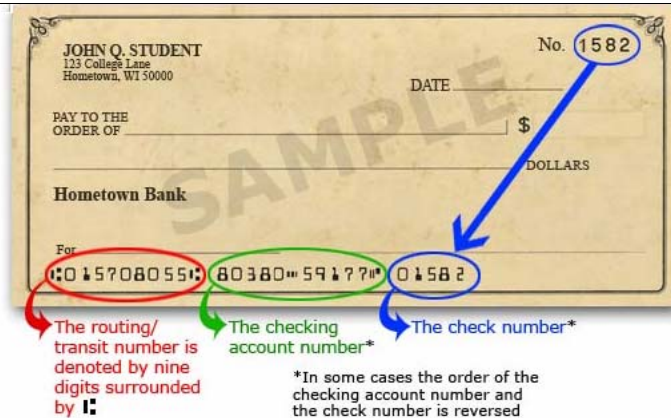 JOHN Q. STUDENT
123 College Lane
Hometown, WI 50000
No. 1582
DATE
PAY TO THE
ORDER OF
$
SAMPLE
DOLLARS
Hometown Bank
For
⑆015708055⑆ 80380⑉59177⑈ 01582
The routing/
transit number is
denoted by nine
digits surrounded
by ⑆
The checking
account number*
The check number*
*In some cases the order of the
checking account number and
the check number is reversed